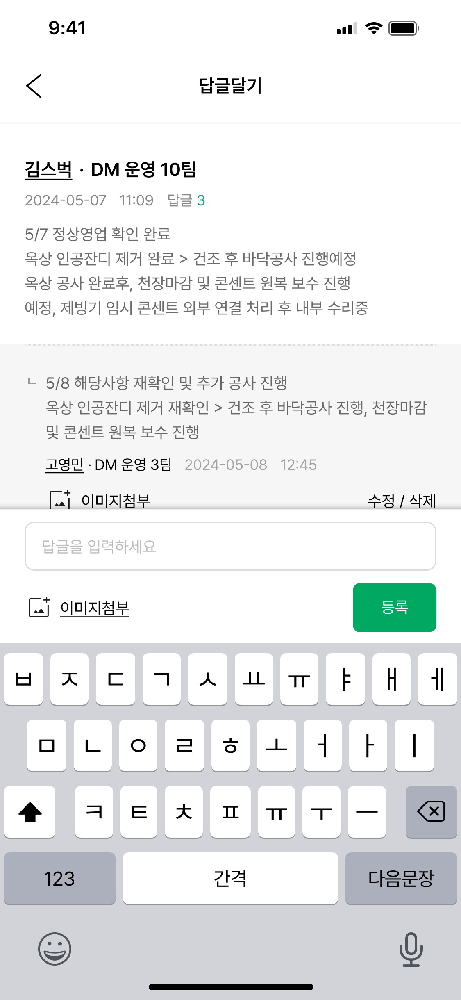 9:41
답글달기
김스벅 · DM 운영 10팀
2024-05-07 11:09 답글 3
5/7 정상영업 확인 완료
옥상 인공잔디 제거 완료 > 건조 후 바닥공사 진행예정
옥상 공사 완료후, 천장마감 및 콘센트 원복 보수 진행
예정, 제빙기 임시 콘센트 외부 연결 처리 후 내부 수리중
ㄴ 5/8 해당사항 재확인 및 추가 공사 진행
옥상 인공잔디 제거 재확인 > 건조 후 바닥공사 진행, 천장마감
및 콘센트 원복 보수 진행
고영민 · DM 운영 3팀 2024-05-08 12:45
이미지첨부 수정 / 삭제
답글을 입력하세요
이미지첨부 등록
ㅂ ㅈ ㄷ ㄱ ㅅ ㅛ ㅠ ㅑ ㅐ ㅔ
ㅁ ㄴ ㅇ ㄹ ㅎ ㅗ ㅓ ㅏ ㅣ
ㅋ ㅌ ㅊ ㅍ ㅠ ㅜ ㅡ
123 간격 다음문장